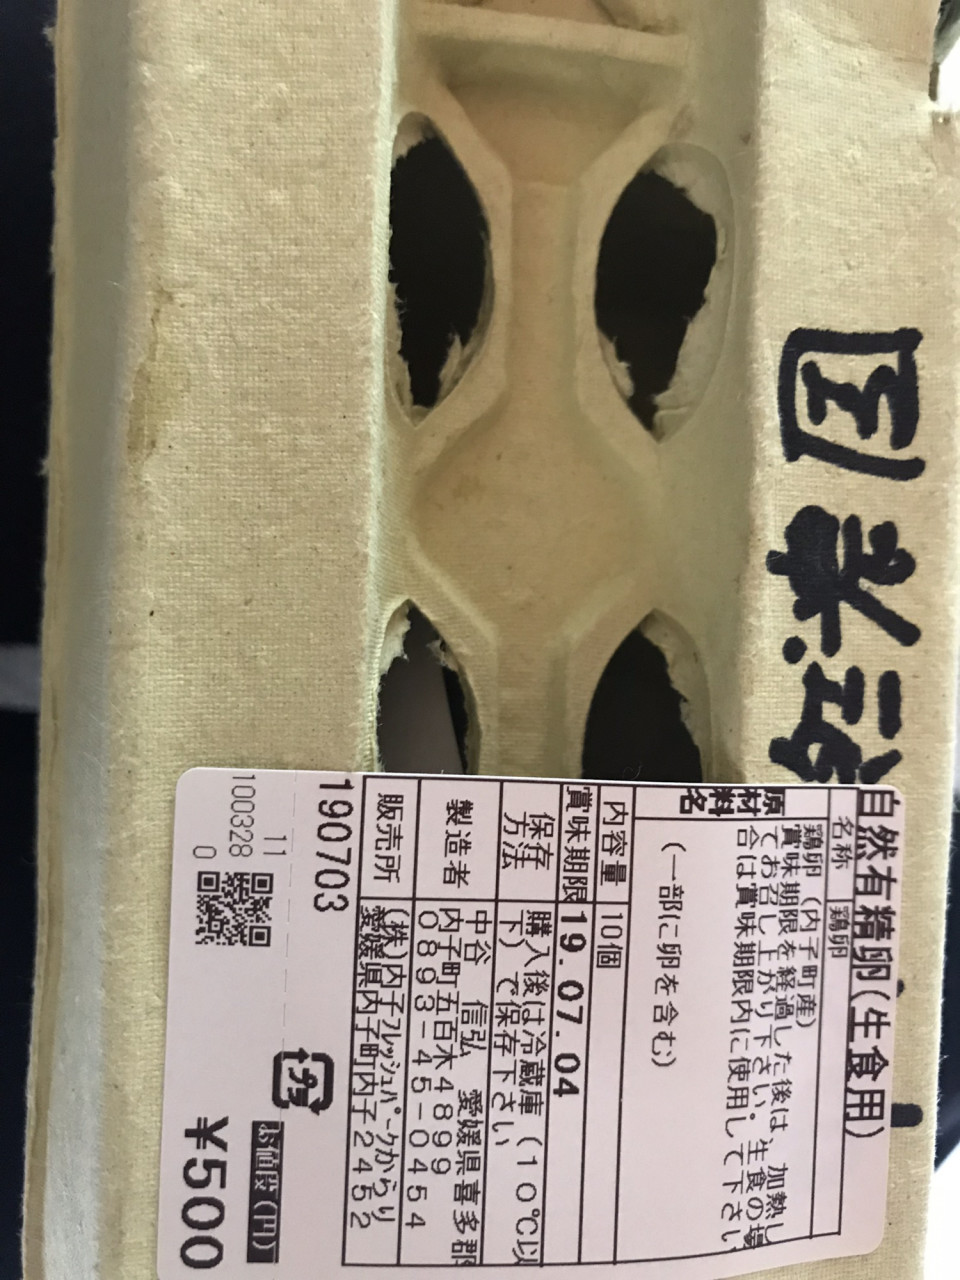 自然有精卵(生食用)
名称 鶏卵
原材料名
鶏卵(内子町産)
賞味期限を経過した後は、加熱し
てお召し上がり下さい。生食の場
合は賞味期限内に使用して下さい
(一部に卵を含む)
内容量 10個
賞味期限 19.07.04
保存方法
購入後は冷蔵庫(10℃以
下)で保存下さい
製造者
中谷 信弘 愛媛県喜多郡
内子町五百木4899
0893-45-0454
販売所
(株)内子フレッシュパークからり
愛媛県内子町内子2452
190703
プラ
お値段(円)
¥500
11
100328
0